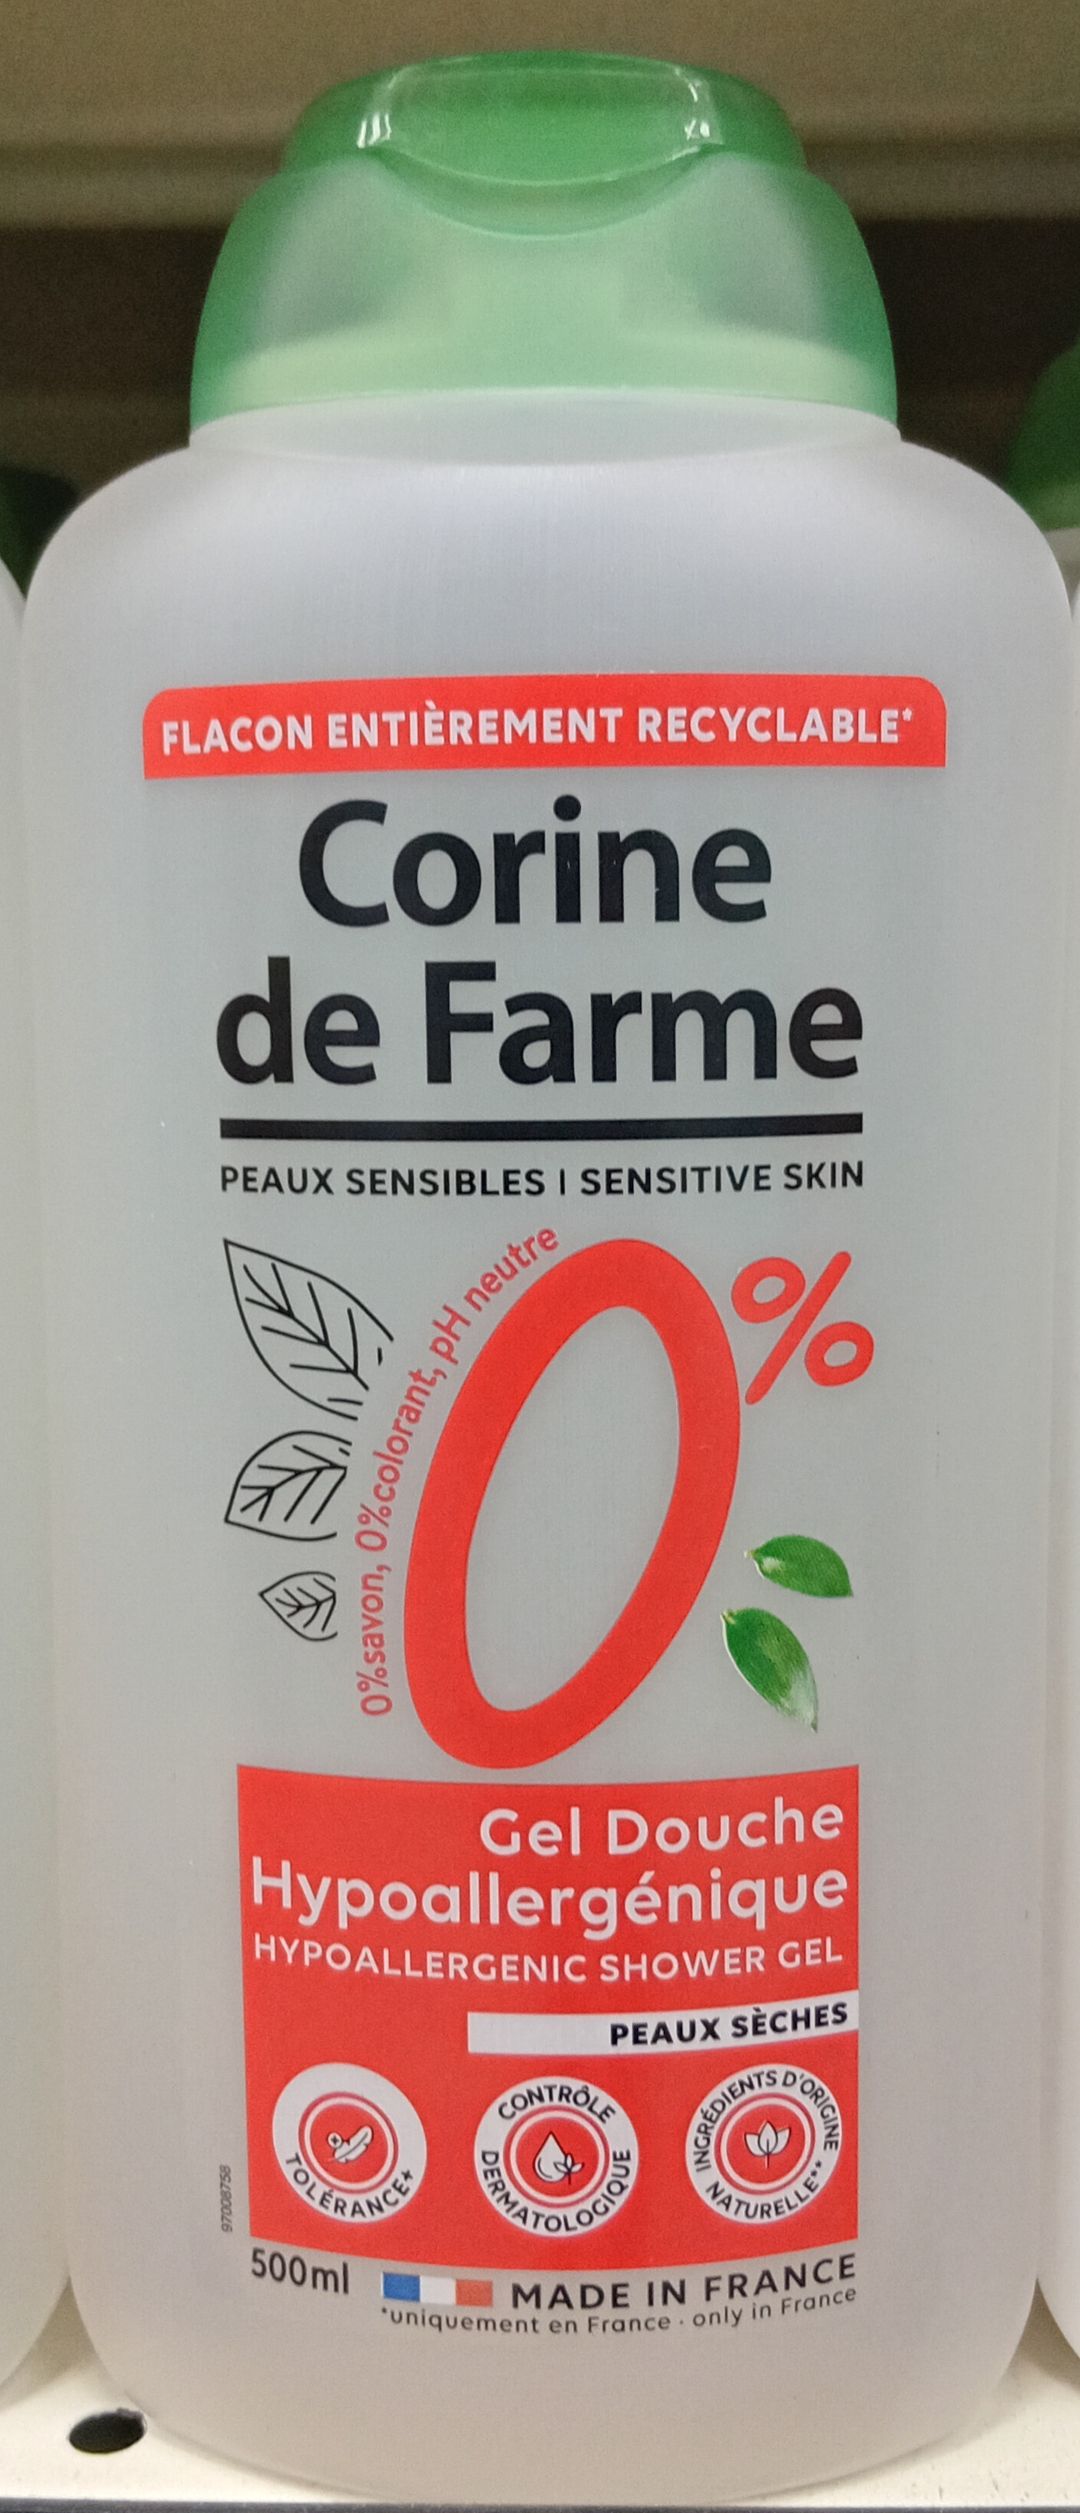 FLACON ENTIÈREMENT RECYCLABLE*
Corine
de Farme
PEAUX SENSIBLES | SENSITIVE SKIN
0%savon, 0%colorant, pH neutre
0%
Gel Douche
Hypoallergénique
HYPOALLERGENIC SHOWER GEL
PEAUX SÈCHES
TOLÉRANCE+
CONTRÔLE DERMATOLOGIQUE
INGRÉDIENTS D'ORIGINE NATURELLE**
97008758
500ml
MADE IN FRANCE
*uniquement en France · only in France